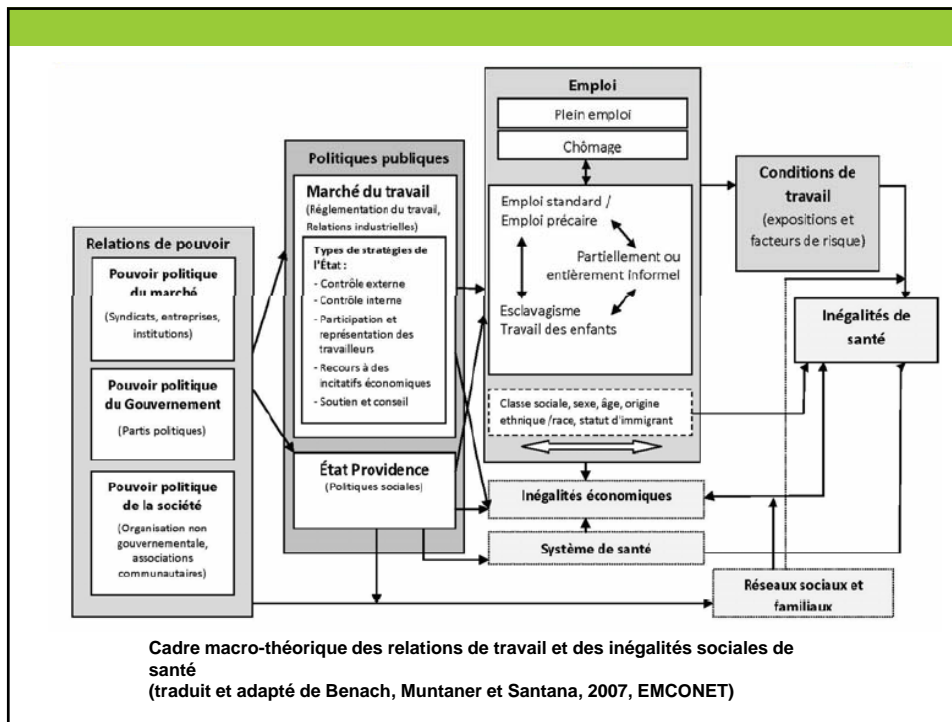 Relations de pouvoir
Pouvoir politique
du marché
(Syndicats, entreprises,
institutions)
Pouvoir politique
du Gouvernement
(Partis politiques)
Pouvoir politique
de la société
(Organisation non
gouvernementale,
associations
communautaires)
Politiques publiques
Marché du travail
(Réglementation du travail,
Relations industrielles)
Types de stratégies de
l'État :
- Contrôle externe
- Contrôle interne
- Participation et
représentation des
travailleurs
- Recours à des
incitatifs économiques
- Soutien et conseil
État Providence
(Politiques sociales)
Emploi
Plein emploi
Chômage
Emploi standard /
Emploi précaire
Partiellement ou
entièrement informel
Esclavagisme
Travail des enfants
Classe sociale, sexe, âge, origine
ethnique /race, statut d'immigrant
Inégalités économiques
Système de santé
Conditions de
travail
(expositions et
facteurs de risque)
Inégalités de
santé
Réseaux sociaux et
familiaux
Cadre macro-théorique des relations de travail et des inégalités sociales de
santé
(traduit et adapté de Benach, Muntaner et Santana, 2007, EMCONET)